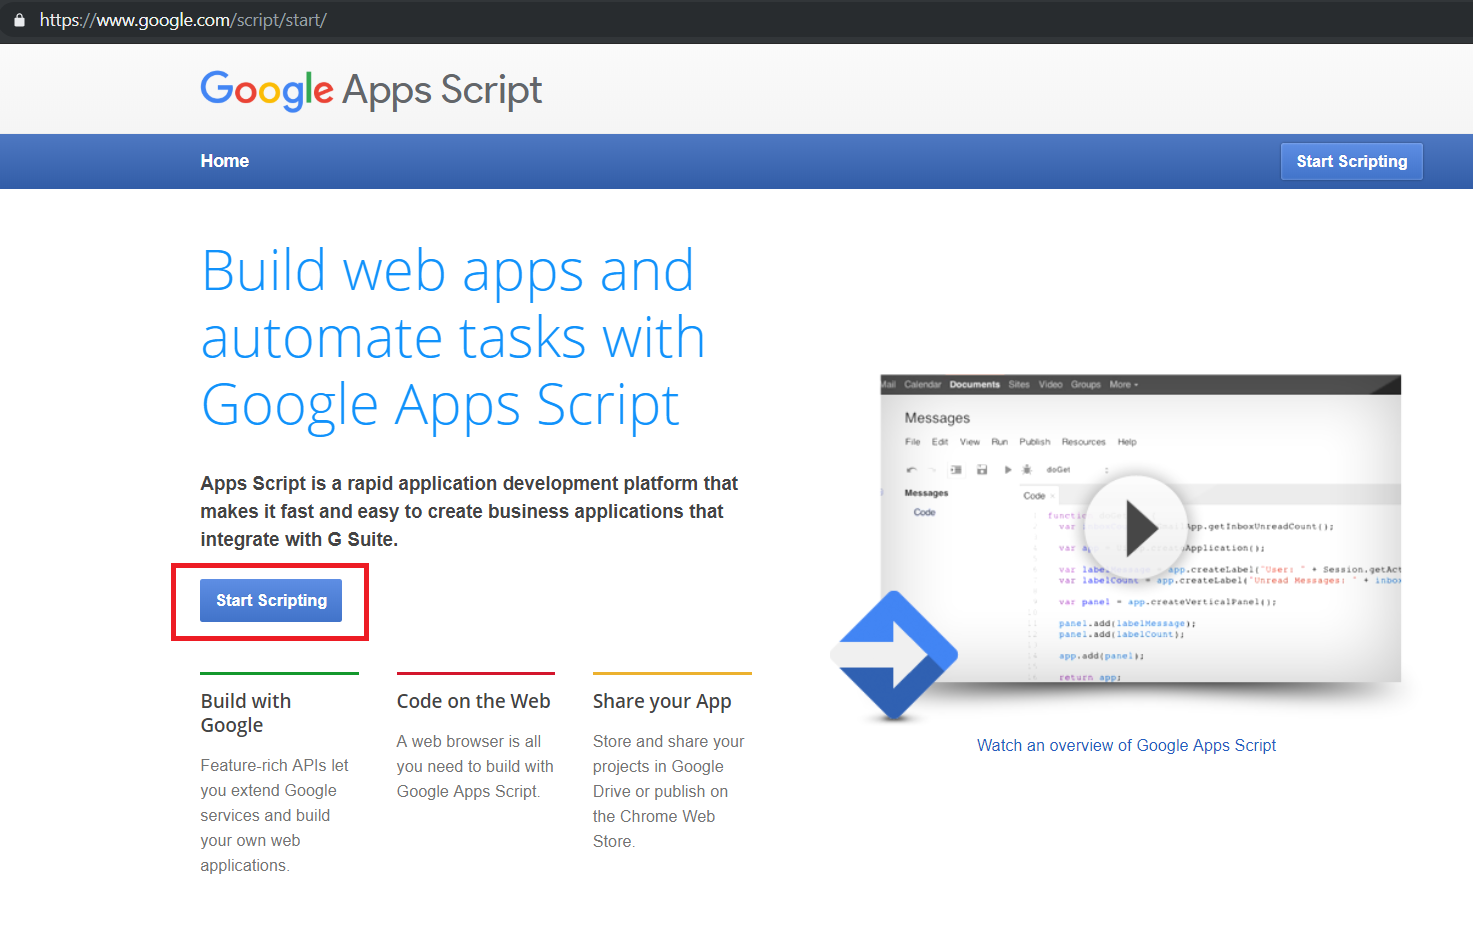 https://www.google.com/script/start/
Google Apps Script
Home
Start Scripting
Build web apps and
automate tasks with
Google Apps Script
Apps Script is a rapid application development platform that
makes it fast and easy to create business applications that
integrate with G Suite.
Start Scripting
Build with
Google
Feature-rich APIs let
you extend Google
services and build
your own web
applications.
Code on the Web
A web browser is all
you need to build with
Google Apps Script.
Share your App
Store and share your
projects in Google
Drive or publish on
the Chrome Web
Store.
Mail Calendar Documents Sites Video Groups More
Messages
File Edit View Run Publish Resources Help
doGet
Messages
Code
Code
function
var App.getInboxUnreadCount();
var Application();
var app.createLabel("User: " + Session.getAct
var labelCount = app.createLabel("Unread Messages: " + inbox
var panel = app.createVerticalPanel();
panel.add(labelMessage);
panel.add(labelCount);
app.add(panel);
return app;
Watch an overview of Google Apps Script